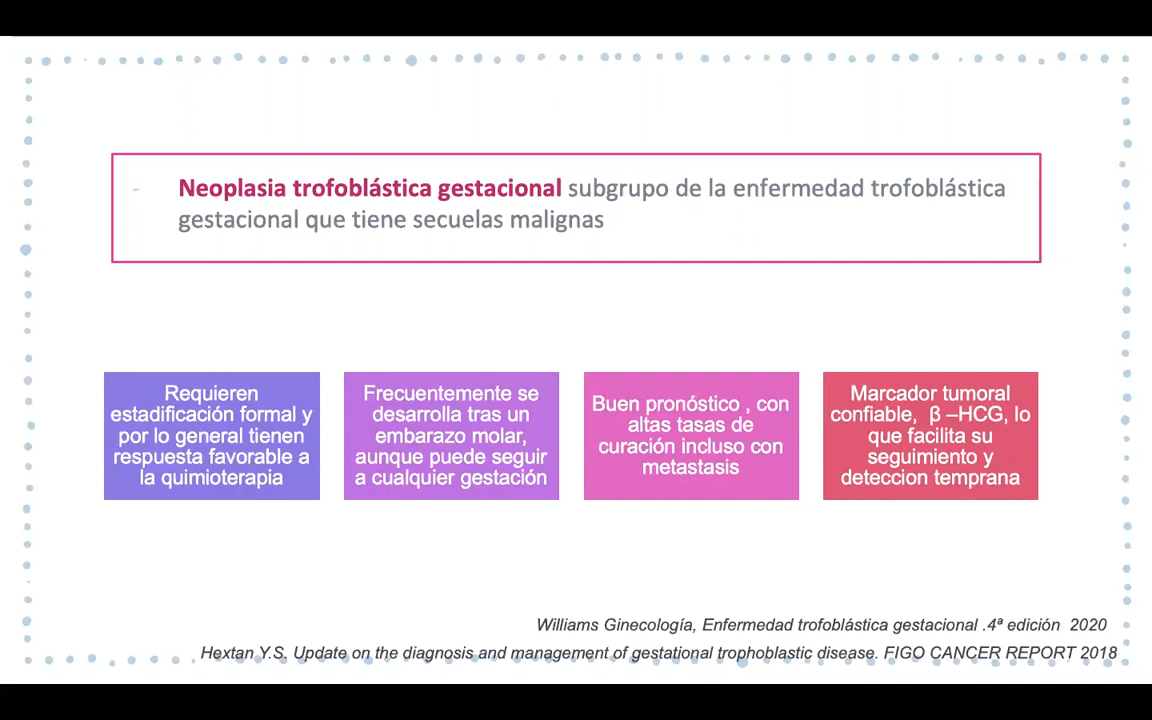 - Neoplasia trofoblástica gestacional subgrupo de la enfermedad trofoblástica
gestacional que tiene secuelas malignas
Requieren
estadificación formal y
por lo general tienen
respuesta favorable a
la quimioterapia
Frecuentemente se
desarrolla tras un
embarazo molar,
aunque puede seguir
a cualquier gestación
Buen pronóstico , con
altas tasas de
curación incluso con
metastasis
Marcador tumoral
confiable, β –HCG, lo
que facilita su
seguimiento y
deteccion temprana
Williams Ginecología, Enfermedad trofoblástica gestacional .4ª edición 2020
Hextan Y.S. Update on the diagnosis and management of gestational trophoblastic disease. FIGO CANCER REPORT 2018